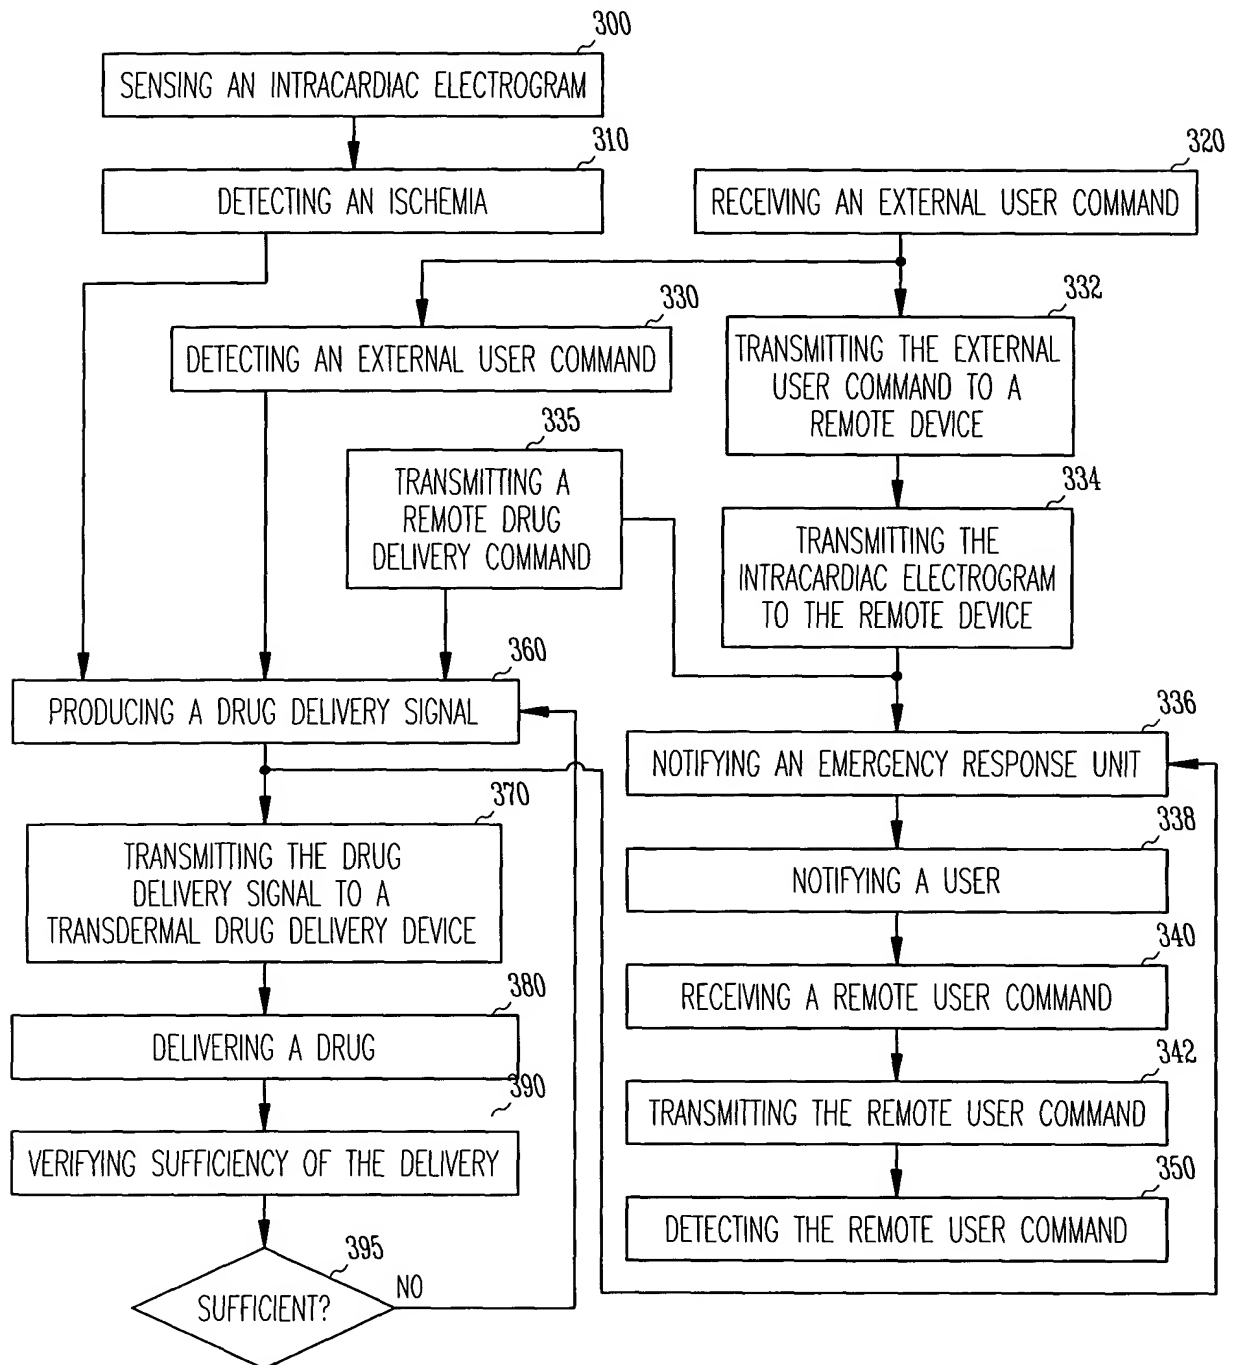 300
SENSING AN INTRACARDIAC ELECTROGRAM
310
DETECTING AN ISCHEMIA
320
RECEIVING AN EXTERNAL USER COMMAND
330
DETECTING AN EXTERNAL USER COMMAND
332
TRANSMITTING THE EXTERNAL
USER COMMAND TO A
REMOTE DEVICE
335
TRANSMITTING A
REMOTE DRUG
DELIVERY COMMAND
334
TRANSMITTING THE
INTRACARDIAC ELECTROGRAM
TO THE REMOTE DEVICE
360
PRODUCING A DRUG DELIVERY SIGNAL
336
NOTIFYING AN EMERGENCY RESPONSE UNIT
370
TRANSMITTING THE DRUG
DELIVERY SIGNAL TO A
TRANSDERMAL DRUG DELIVERY DEVICE
338
NOTIFYING A USER
340
RECEIVING A REMOTE USER COMMAND
380
DELIVERING A DRUG
342
TRANSMITTING THE REMOTE USER COMMAND
390
VERIFYING SUFFICIENCY OF THE DELIVERY
350
DETECTING THE REMOTE USER COMMAND
395
SUFFICIENT?
NO